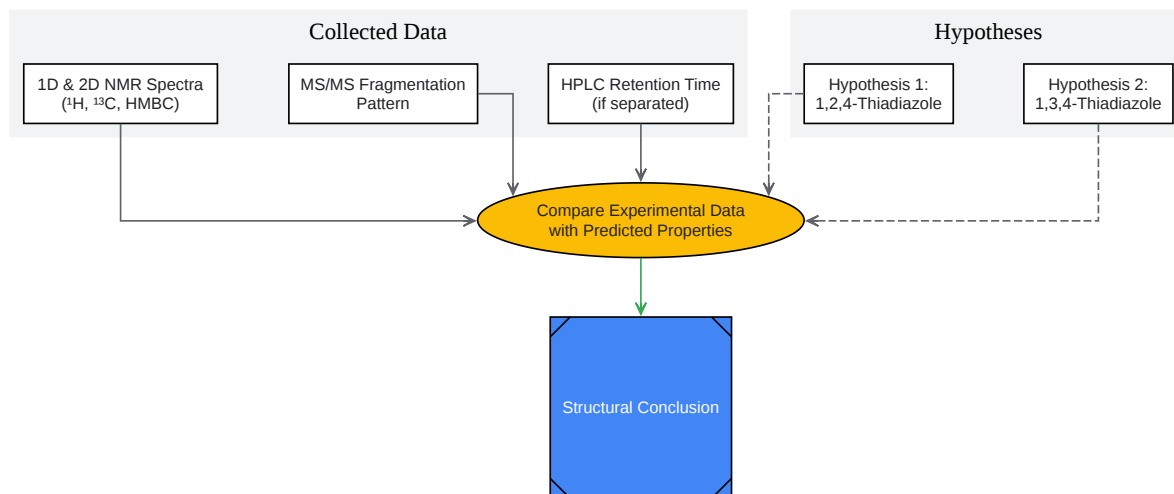 Collected Data
Hypotheses
1D & 2D NMR Spectra
(¹H, ¹³C, HMBC)
MS/MS Fragmentation
Pattern
HPLC Retention Time
(if separated)
Hypothesis 1:
1,2,4-Thiadiazole
Hypothesis 2:
1,3,4-Thiadiazole
Compare Experimental Data
with Predicted Properties
Structural Conclusion